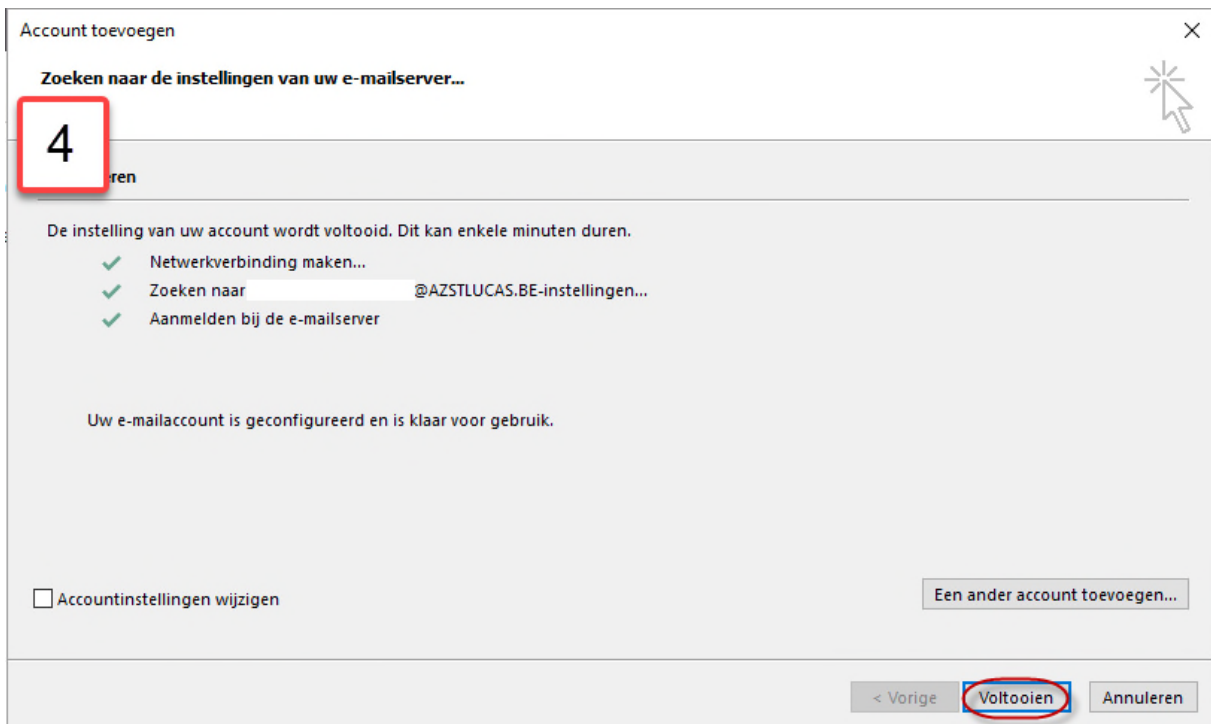 Account toevoegen
Zoeken naar de instellingen van uw e-mailserver...
4
eren
De instelling van uw account wordt voltooid. Dit kan enkele minuten duren.
Netwerkverbinding maken...
Zoeken naar @AZSTLUCAS.BE-instellingen...
Aanmelden bij de e-mailserver
Uw e-mailaccount is geconfigureerd en is klaar voor gebruik.
Accountinstellingen wijzigen
Een ander account toevoegen...
< Vorige Voltooien Annuleren